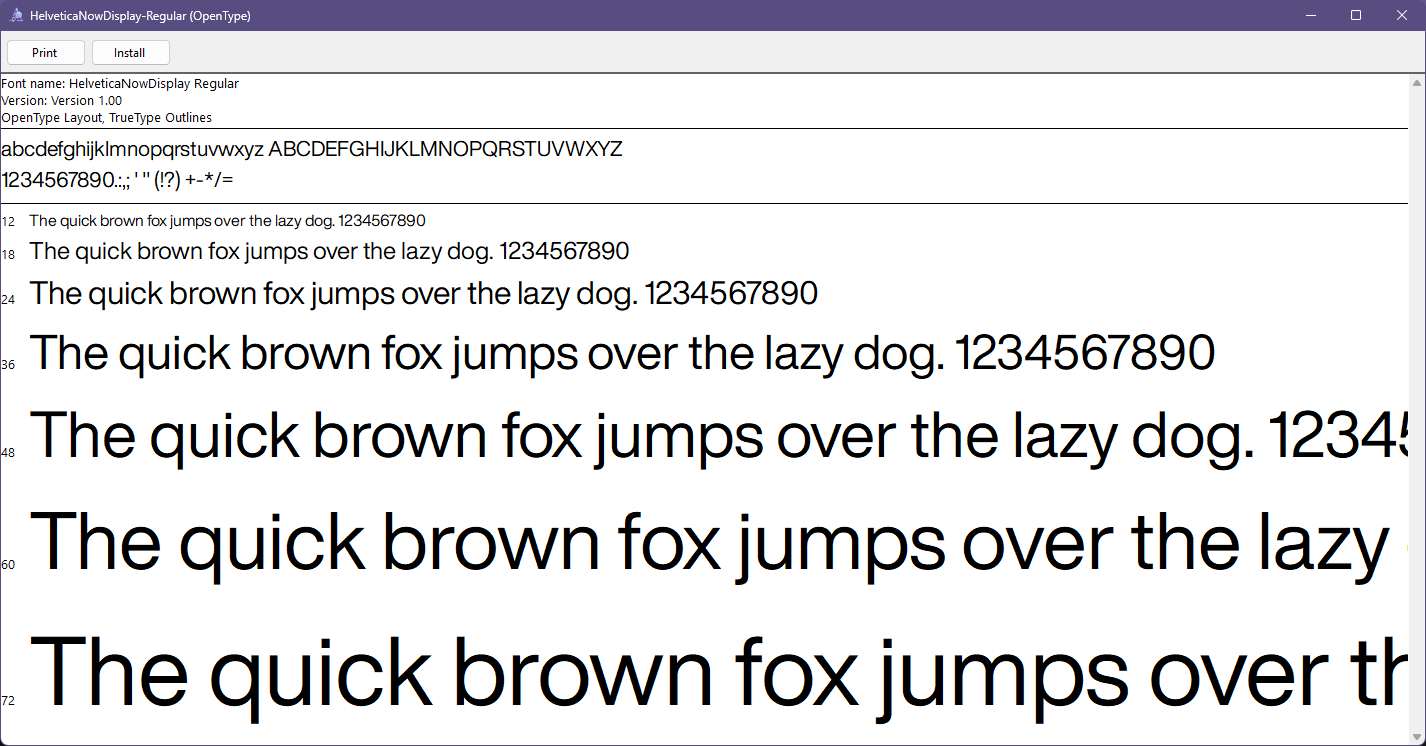 HelveticaNowDisplay-Regular (OpenType)
Print Install
Font name: HelveticaNowDisplay Regular
Version: Version 1.00
OpenType Layout, TrueType Outlines
abcdefghijklmnopqrstuvwxyz ABCDEFGHIJKLMNOPQRSTUVWXYZ
1234567890.:,; ' " (!?) +-*/=
12 The quick brown fox jumps over the lazy dog. 1234567890
18 The quick brown fox jumps over the lazy dog. 1234567890
24 The quick brown fox jumps over the lazy dog. 1234567890
36 The quick brown fox jumps over the lazy dog. 1234567890
48 The quick brown fox jumps over the lazy dog. 12345
60 The quick brown fox jumps over the lazy
72 The quick brown fox jumps over th